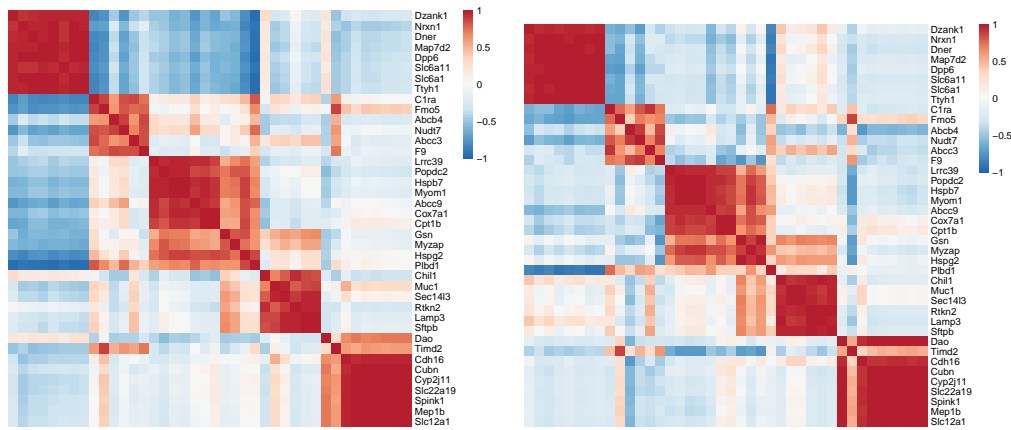 Dzank1
Nrxn1
Dner
Map7d2
Dpp6
Slc6a11
Slc6a1
Ttyh1
C1ra
Fmo5
Abcb4
Nudt7
Abcc3
F9
Lrrc39
Popdc2
Hspb7
Myom1
Abcc9
Cox7a1
Cpt1b
Gsn
Myzap
Hspg2
Plbd1
Chil1
Muc1
Sec14l3
Rtkn2
Lamp3
Sftpb
Dao
Timd2
Cdh16
Cubn
Cyp2j11
Slc22a19
Spink1
Mep1b
Slc12a1
1
0.5
0
−0.5
−1
Dzank1
Nrxn1
Dner
Map7d2
Dpp6
Slc6a11
Slc6a1
Ttyh1
C1ra
Fmo5
Abcb4
Nudt7
Abcc3
F9
Lrrc39
Popdc2
Hspb7
Myom1
Abcc9
Cox7a1
Cpt1b
Gsn
Myzap
Hspg2
Plbd1
Chil1
Muc1
Sec14l3
Rtkn2
Lamp3
Sftpb
Dao
Timd2
Cdh16
Cubn
Cyp2j11
Slc22a19
Spink1
Mep1b
Slc12a1
1
0.5
0
−0.5
−1